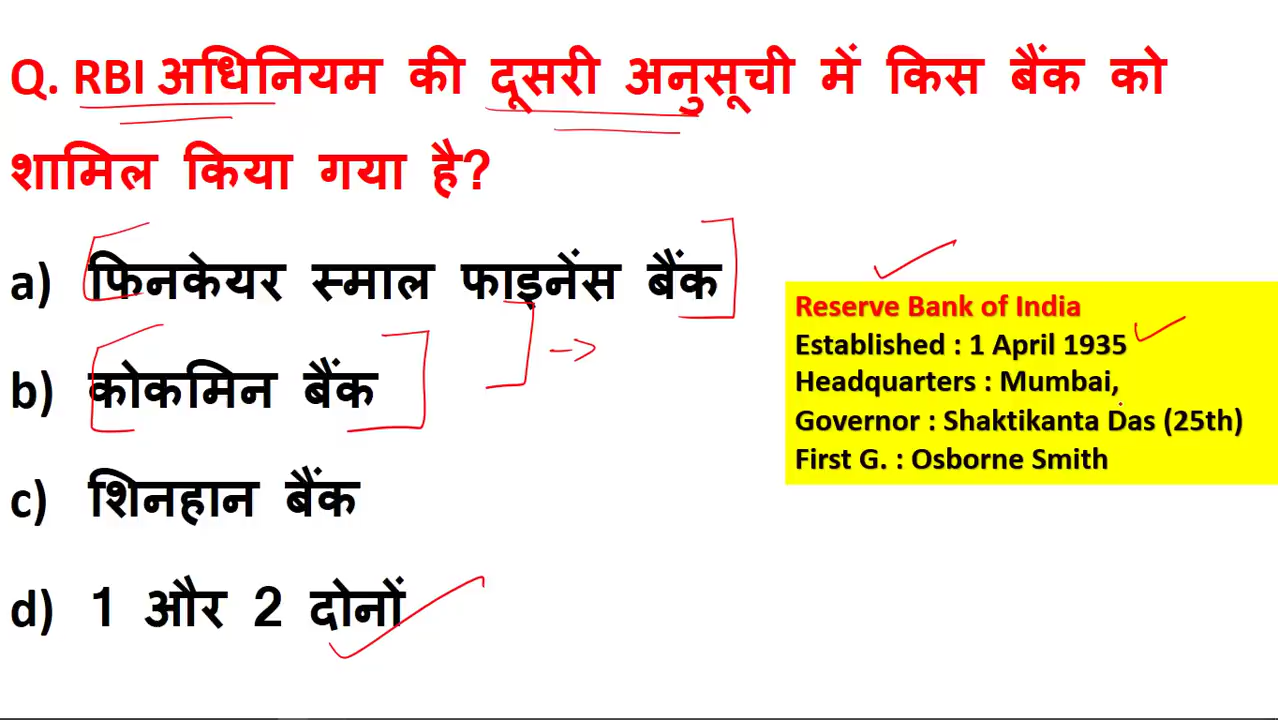 Q. RBI अधिनियम की दूसरी अनुसूची में किस बैंक को
शामिल किया गया है?
a) फिनकेयर स्माल फाइनेंस बैंक
b) कोकमिन बैंक
c) शिनहान बैंक
d) 1 और 2 दोनों
Reserve Bank of India
Established : 1 April 1935
Headquarters : Mumbai,
Governor : Shaktikanta Das (25th)
First G. : Osborne Smith